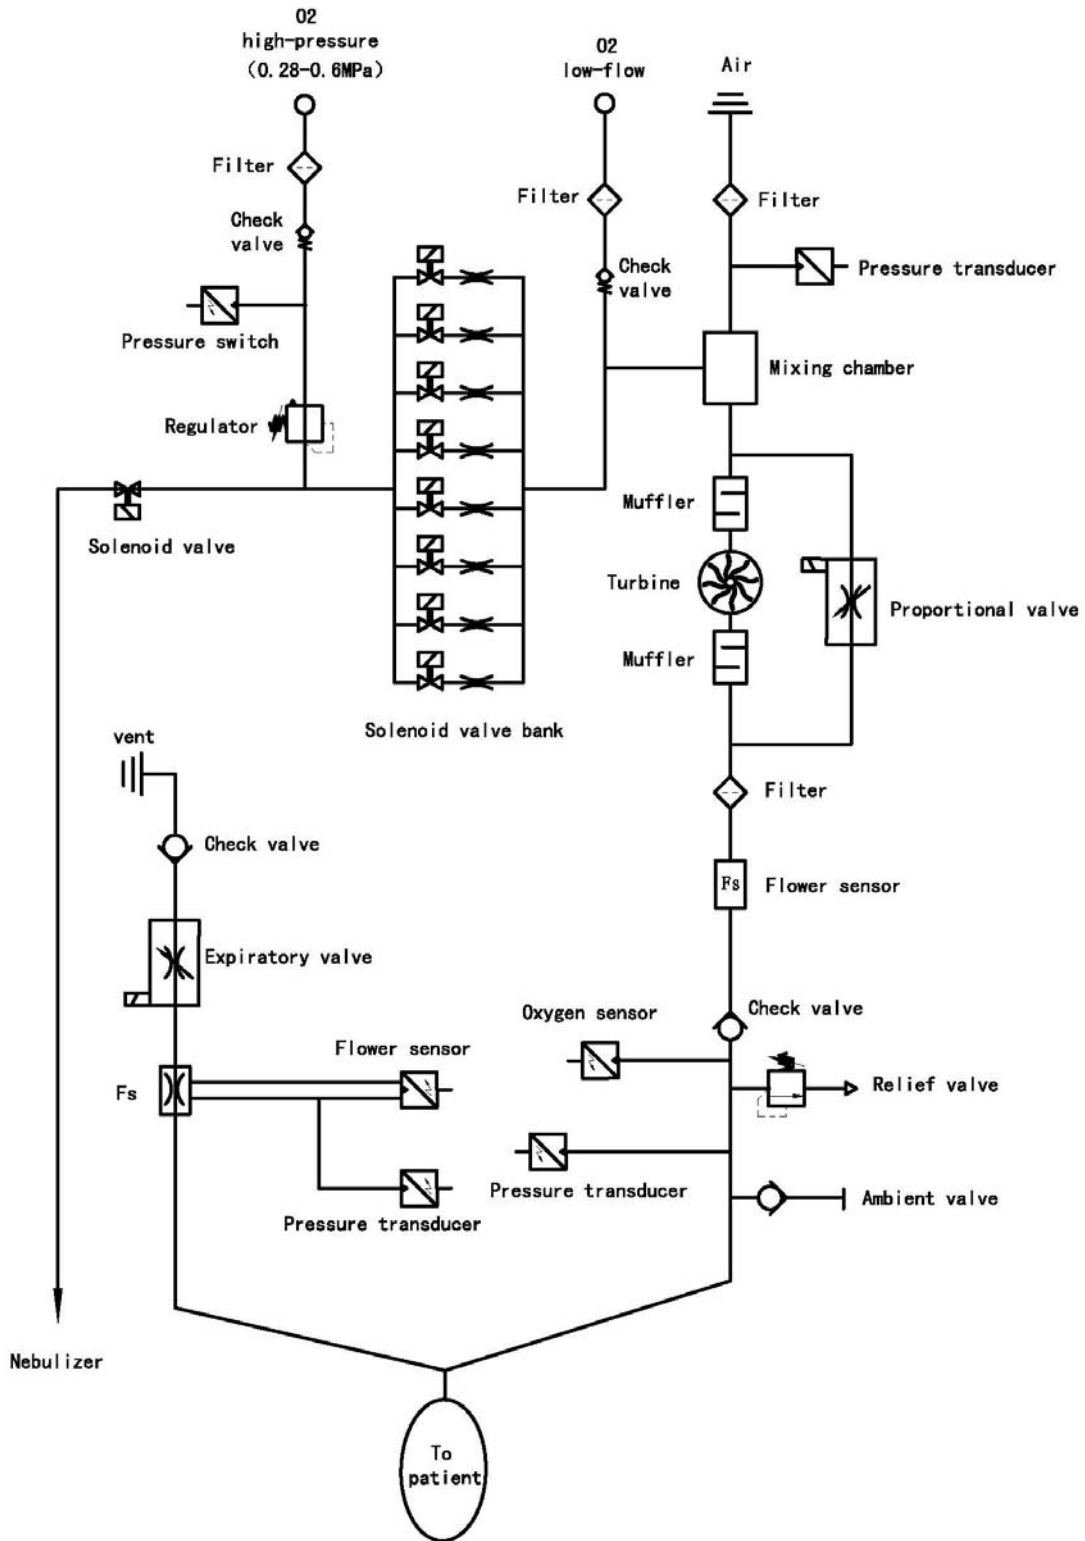 O2
high-pressure
(0.28-0.6MPa)
O2
low-flow
Air
Filter
Filter
Filter
Check
valve
Check
valve
Pressure transducer
Pressure switch
Mixing chamber
Regulator
Muffler
Solenoid valve
Turbine
Proportional valve
Muffler
Solenoid valve bank
vent
Filter
Check valve
Fs
Flower sensor
Expiratory valve
Check valve
Oxygen sensor
Flower sensor
Fs
Relief valve
Pressure transducer
Ambient valve
Pressure transducer
Nebulizer
To
patient